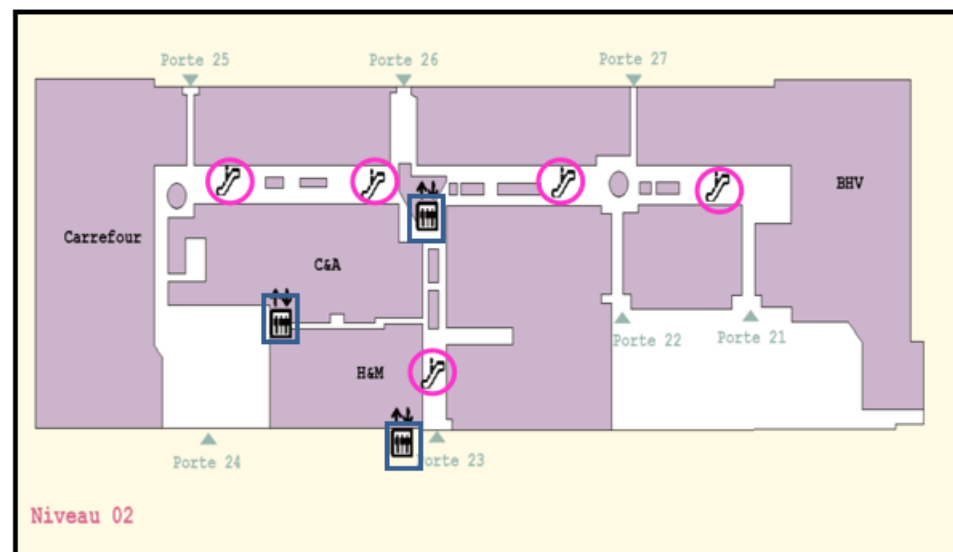 Porte 25
Porte 26
Porte 27
BHV
Carrefour
C&A
Porte 22
Porte 21
H&M
Porte 24
Porte 23
Niveau 02